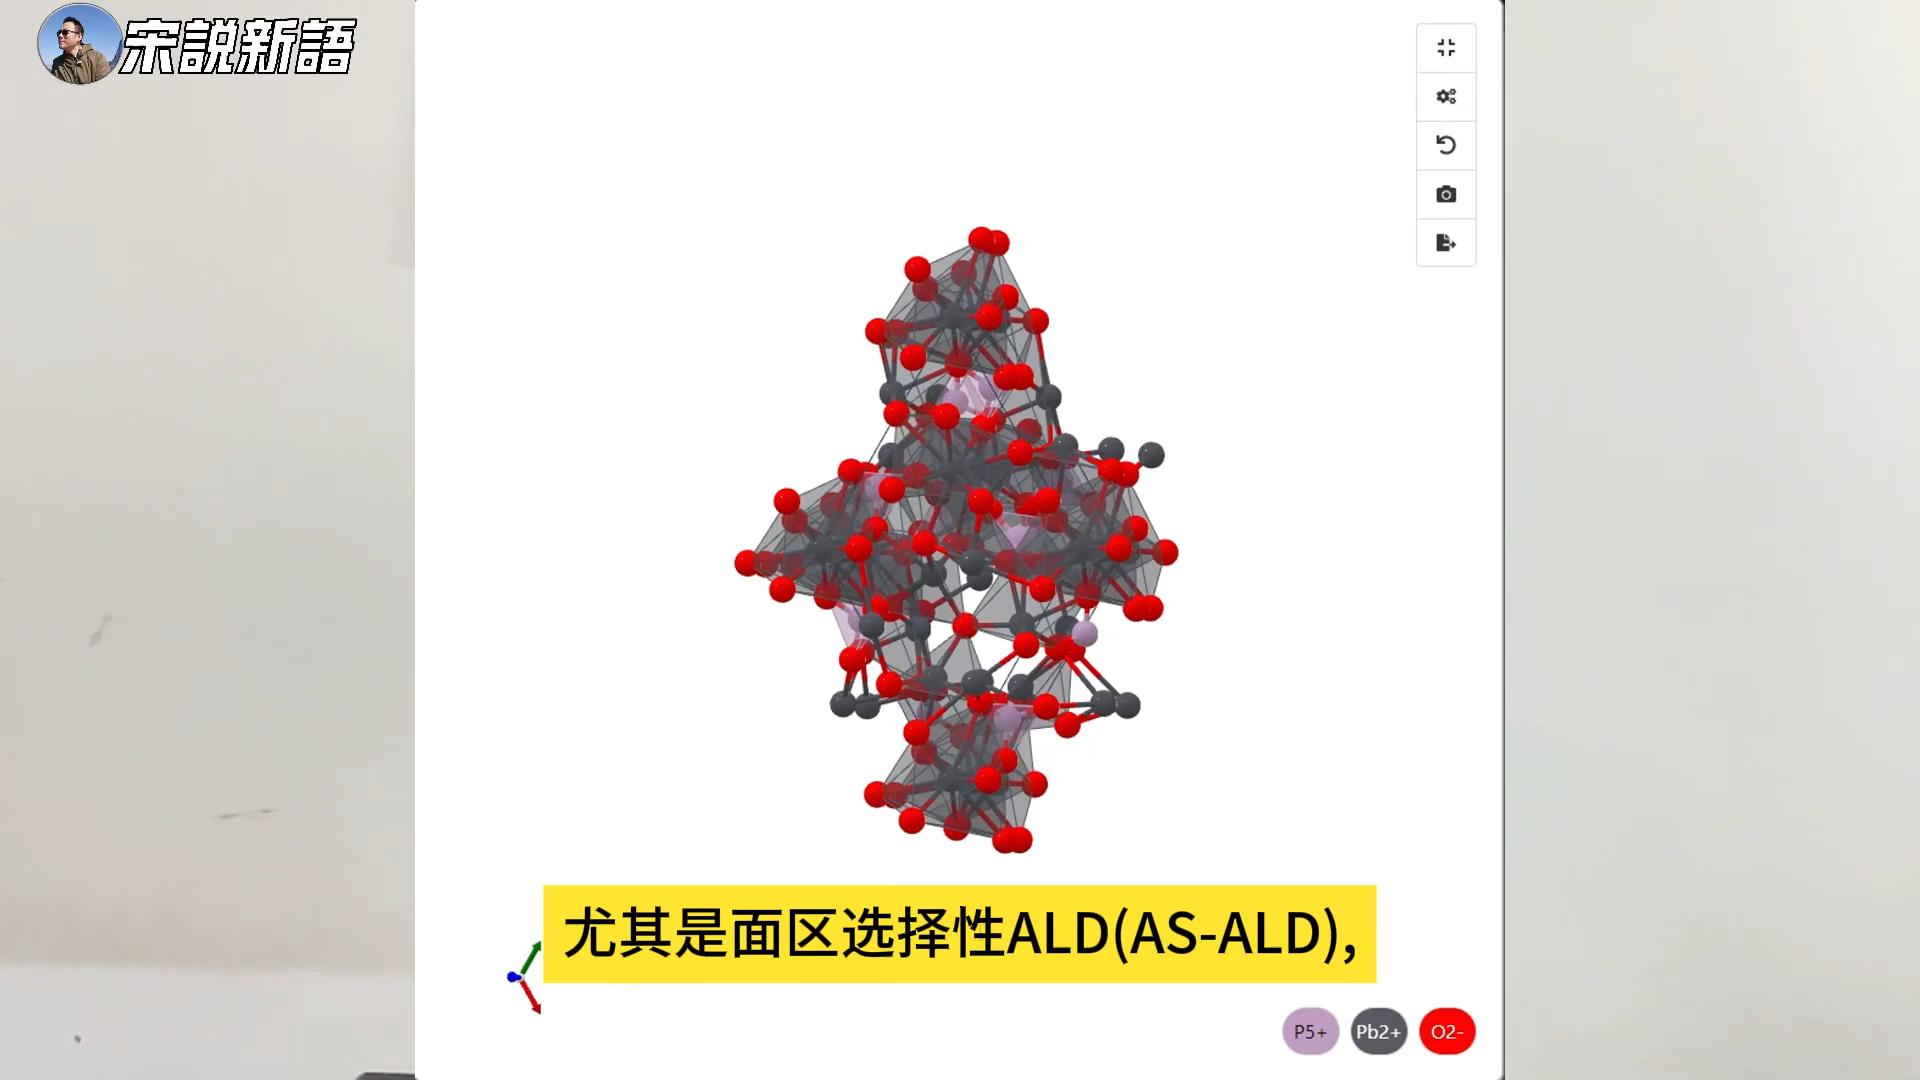 宋説新語
尤其是面区选择性ALD(AS-ALD),
P5+ Pb2+ O2-